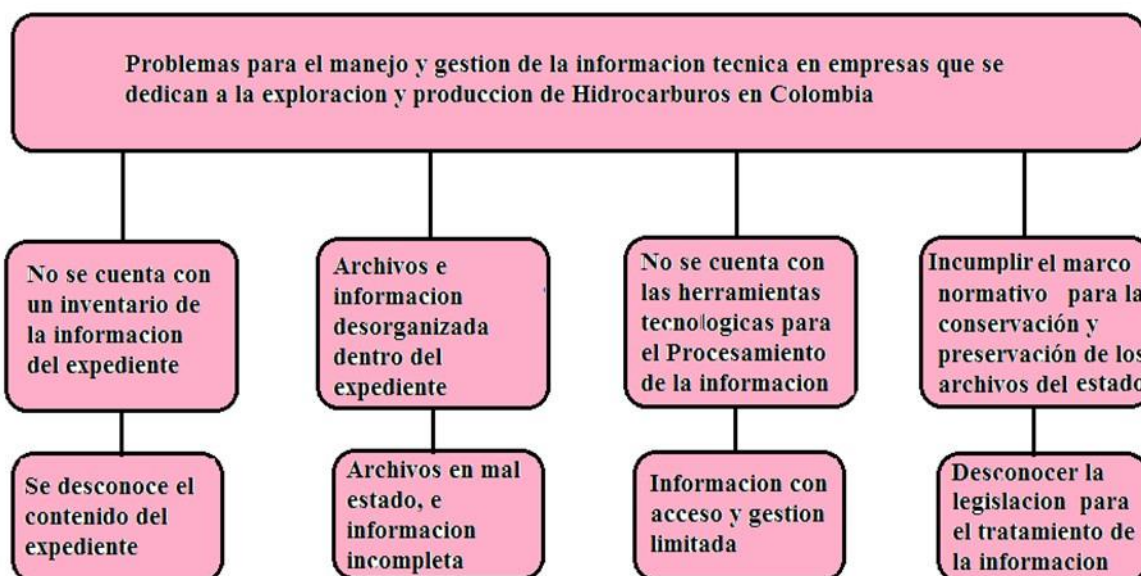 Problemas para el manejo y gestion de la informacion tecnica en empresas que se
dedican a la exploracion y produccion de Hidrocarburos en Colombia
No se cuenta con
un inventario de
la informacion
del expediente
Archivos e
informacion
desorganizada
dentro del
expediente
No se cuenta con
las herramientas
tecnologicas para
el Procesamiento
de la informacion
Incumplir el marco
normativo para la
conservación y
preservación de los
archivos del estado
Se desconoce el
contenido del
expediente
Archivos en mal
estado, e
informacion
incompleta
Informacion con
acceso y gestion
limitada
Desconocer la
legislacion para
el tratamiento de
la informacion